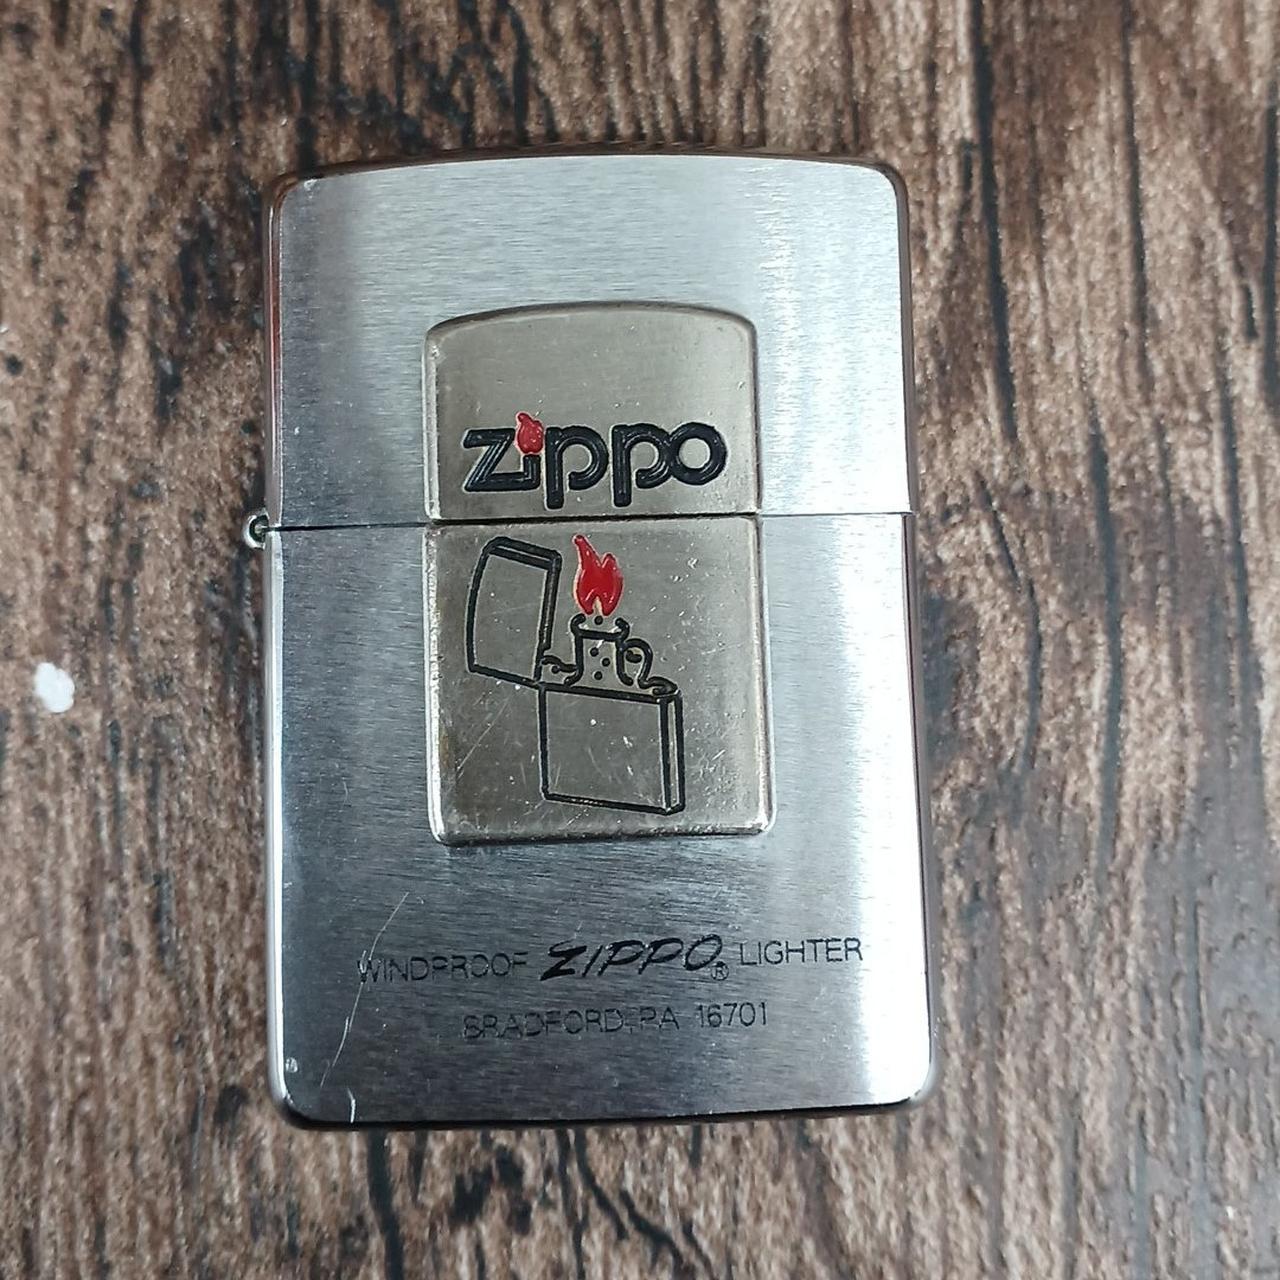 zippo
WINDPROOF ZIPPO® LIGHTER
BRADFORD, PA 16701